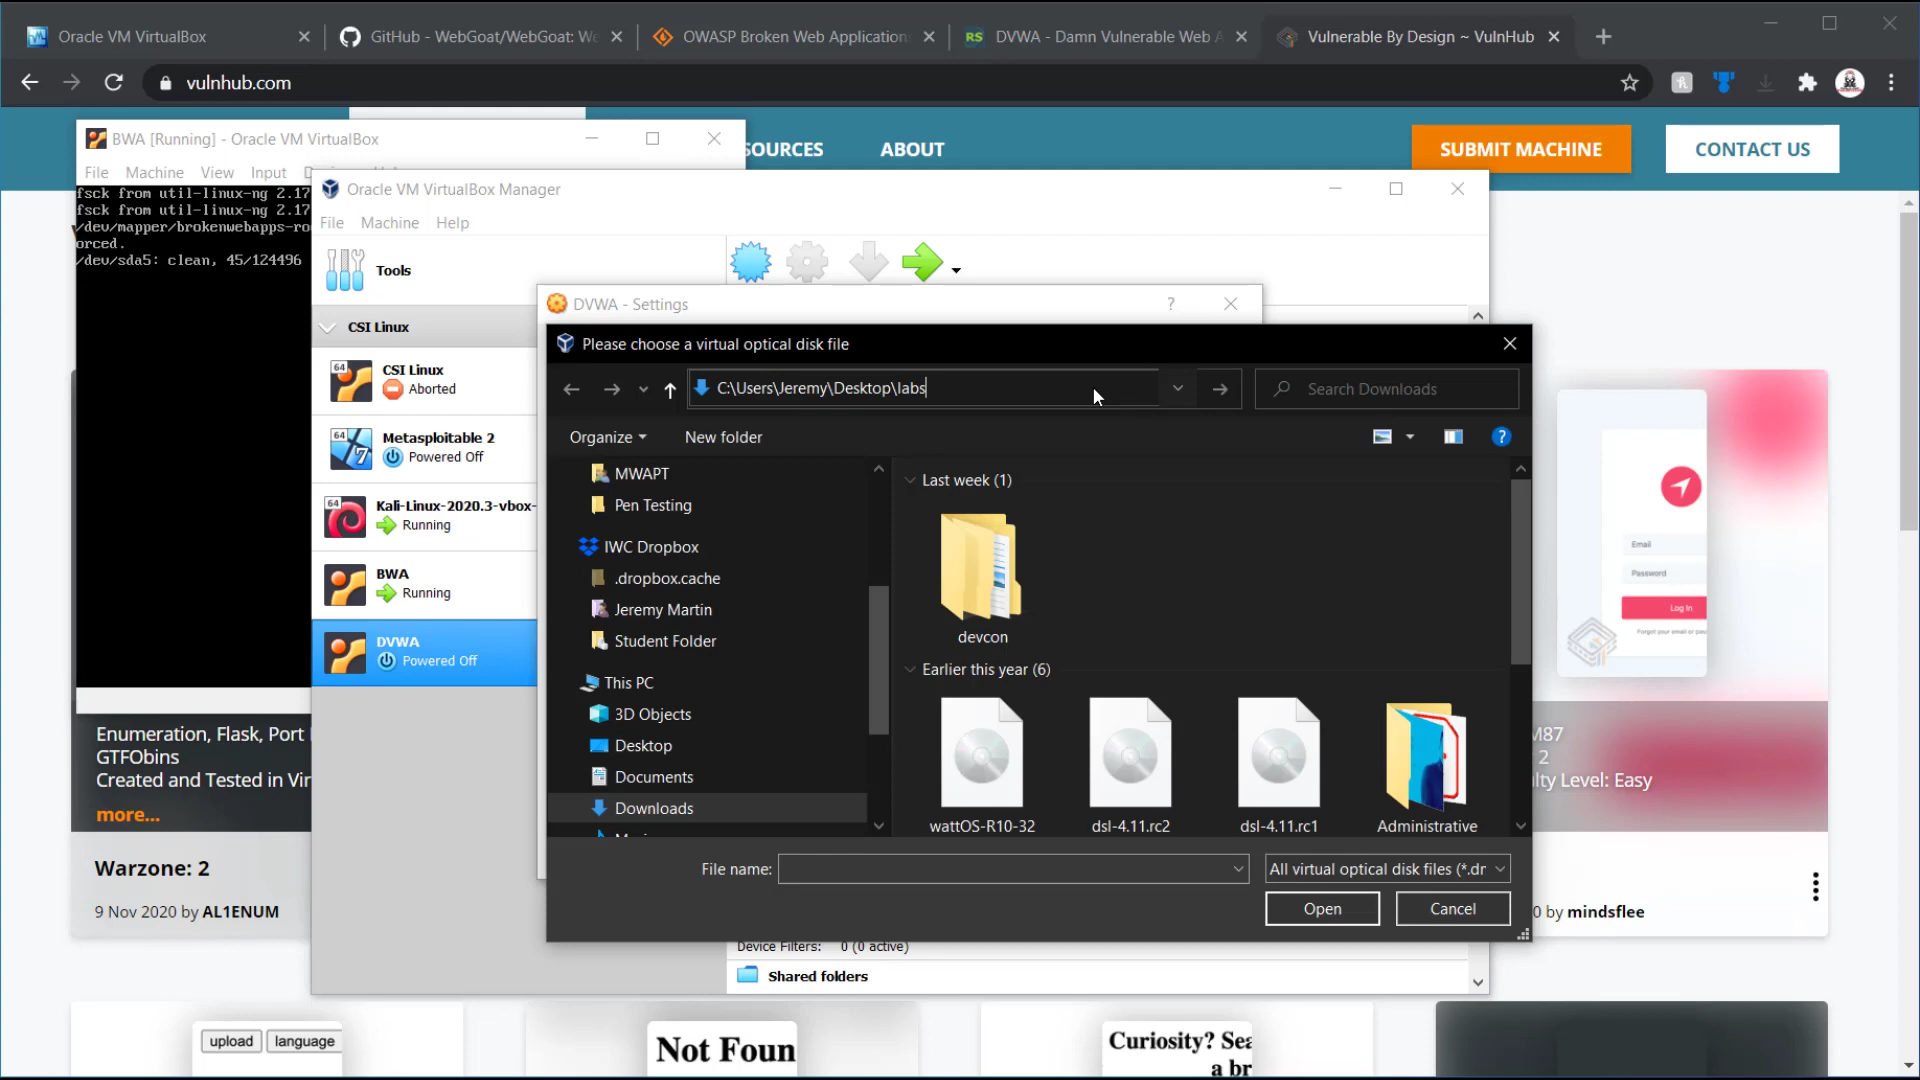 Oracle VM VirtualBox
GitHub - WebGoat/WebGoat: We
OWASP Broken Web Applications
DVWA - Damn Vulnerable Web A
Vulnerable By Design ~ VulnHub
vulnhub.com
SOURCES
ABOUT
SUBMIT MACHINE
CONTACT US
BWA [Running] - Oracle VM VirtualBox
File Machine View Input
fsck from util-linux-ng 2.17
fsck from util-linux-ng 2.17
/dev/mapper/brokenwebapps-ro
orced.
/dev/sda5: clean, 45/124496
Oracle VM VirtualBox Manager
File Machine Help
Tools
CSI Linux
64
CSI Linux
Aborted
64
Metasploitable 2
Powered Off
64
Kali-Linux-2020.3-vbox-
Running
BWA
Running
DVWA
Powered Off
DVWA - Settings
?
Please choose a virtual optical disk file
C:\Users\Jeremy\Desktop\labs
Search Downloads
Organize
New folder
?
MWAPT
Pen Testing
IWC Dropbox
.dropbox.cache
Jeremy Martin
Student Folder
This PC
3D Objects
Desktop
Documents
Downloads
Last week (1)
devcon
Earlier this year (6)
wattOS-R10-32
dsl-4.11.rc2
dsl-4.11.rc1
Administrative
File name:
All virtual optical disk files (*.dr
Open
Cancel
Device Filters: 0 (0 active)
Shared folders
Enumeration, Flask, Port
GTFObins
Created and Tested in Vir
more...
Warzone: 2
9 Nov 2020 by AL1ENUM
Email
Password
Log In
M87
2
lty Level: Easy
0 by mindsflee
upload
language
Not Foun
Curiosity? Sea
a br